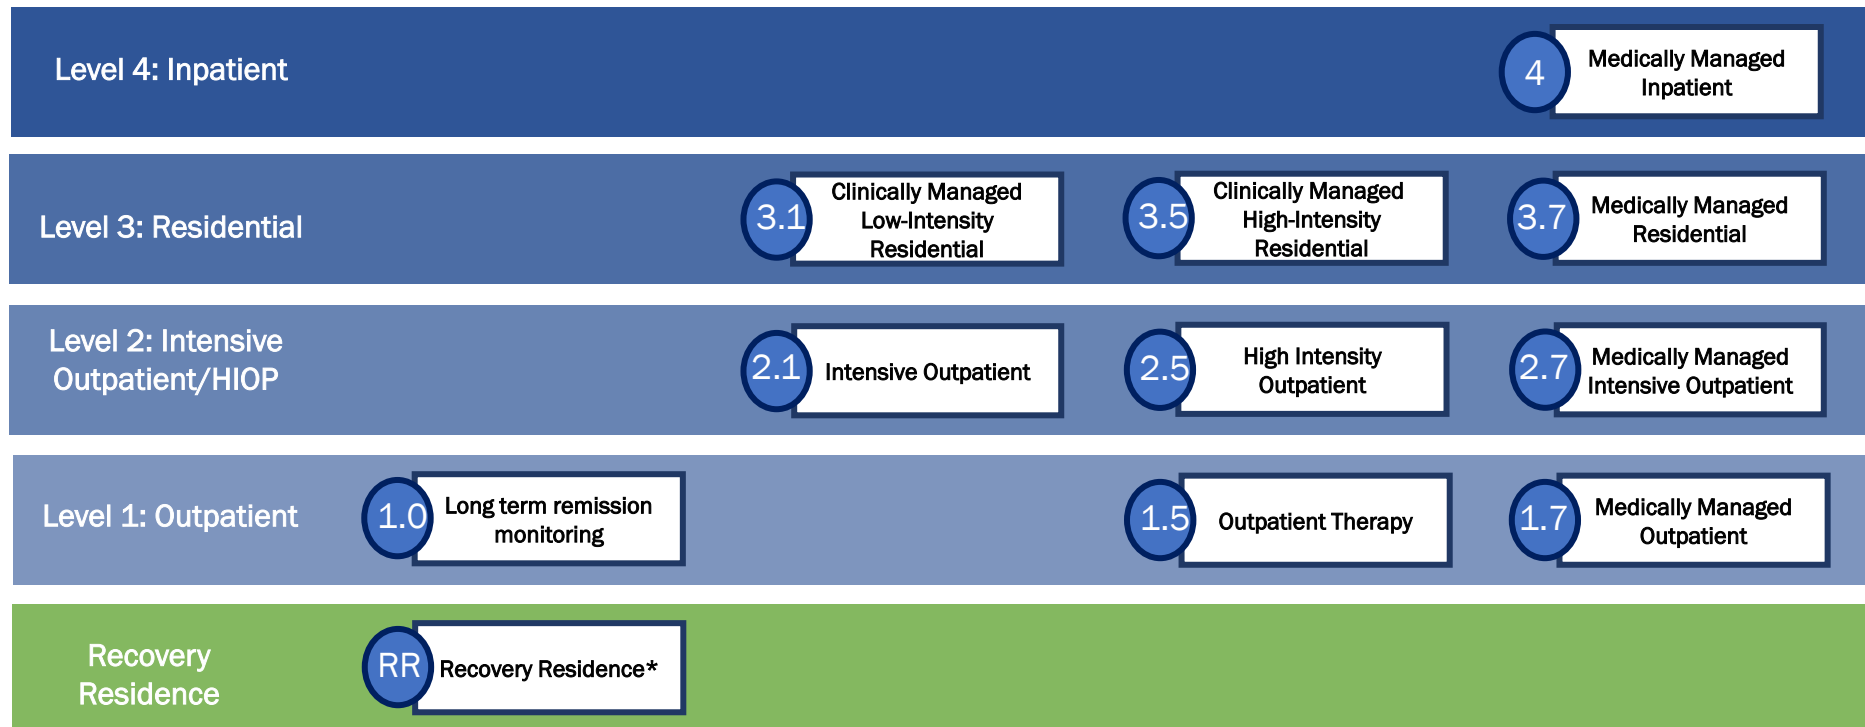 Level 4: Inpatient
4
Medically Managed
Inpatient
Level 3: Residential
3.1
Clinically Managed
Low-Intensity
Residential
3.5
Clinically Managed
High-Intensity
Residential
3.7
Medically Managed
Residential
Level 2: Intensive
Outpatient/HIOP
2.1
Intensive Outpatient
2.5
High Intensity
Outpatient
2.7
Medically Managed
Intensive Outpatient
Level 1: Outpatient
1.0
Long term remission
monitoring
1.5
Outpatient Therapy
1.7
Medically Managed
Outpatient
Recovery
Residence
RR
Recovery Residence*